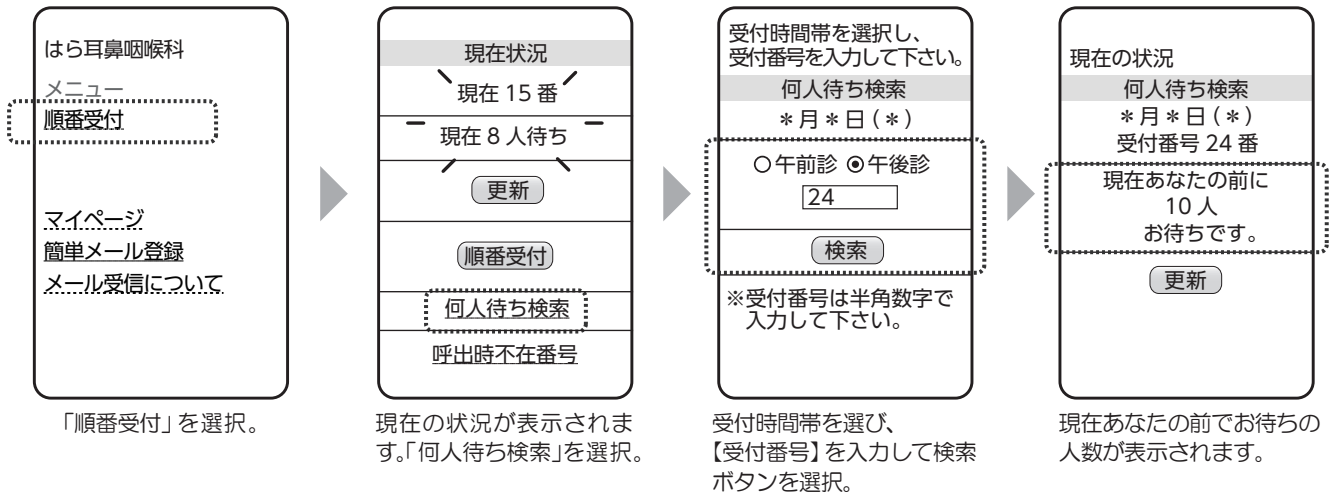 はら耳鼻咽喉科
メニュー
順番受付
マイページ
簡単メール登録
メール受信について
「順番受付」を選択。
現在状況
現在 15 番
現在 8 人待ち
更新
順番受付
何人待ち検索
呼出時不在番号
現在の状況が表示されま
す。「何人待ち検索」を選択。
受付時間帯を選択し、
受付番号を入力して下さい。
何人待ち検索
＊月＊日(＊)
午前診 午後診
24
検索
※受付番号は半角数字で
入力して下さい。
受付時間帯を選び、
【受付番号】を入力して検索
ボタンを選択。
現在の状況
何人待ち検索
＊月＊日(＊)
受付番号 24 番
現在あなたの前に
10 人
お待ちです。
更新
現在あなたの前でお待ちの
人数が表示されます。